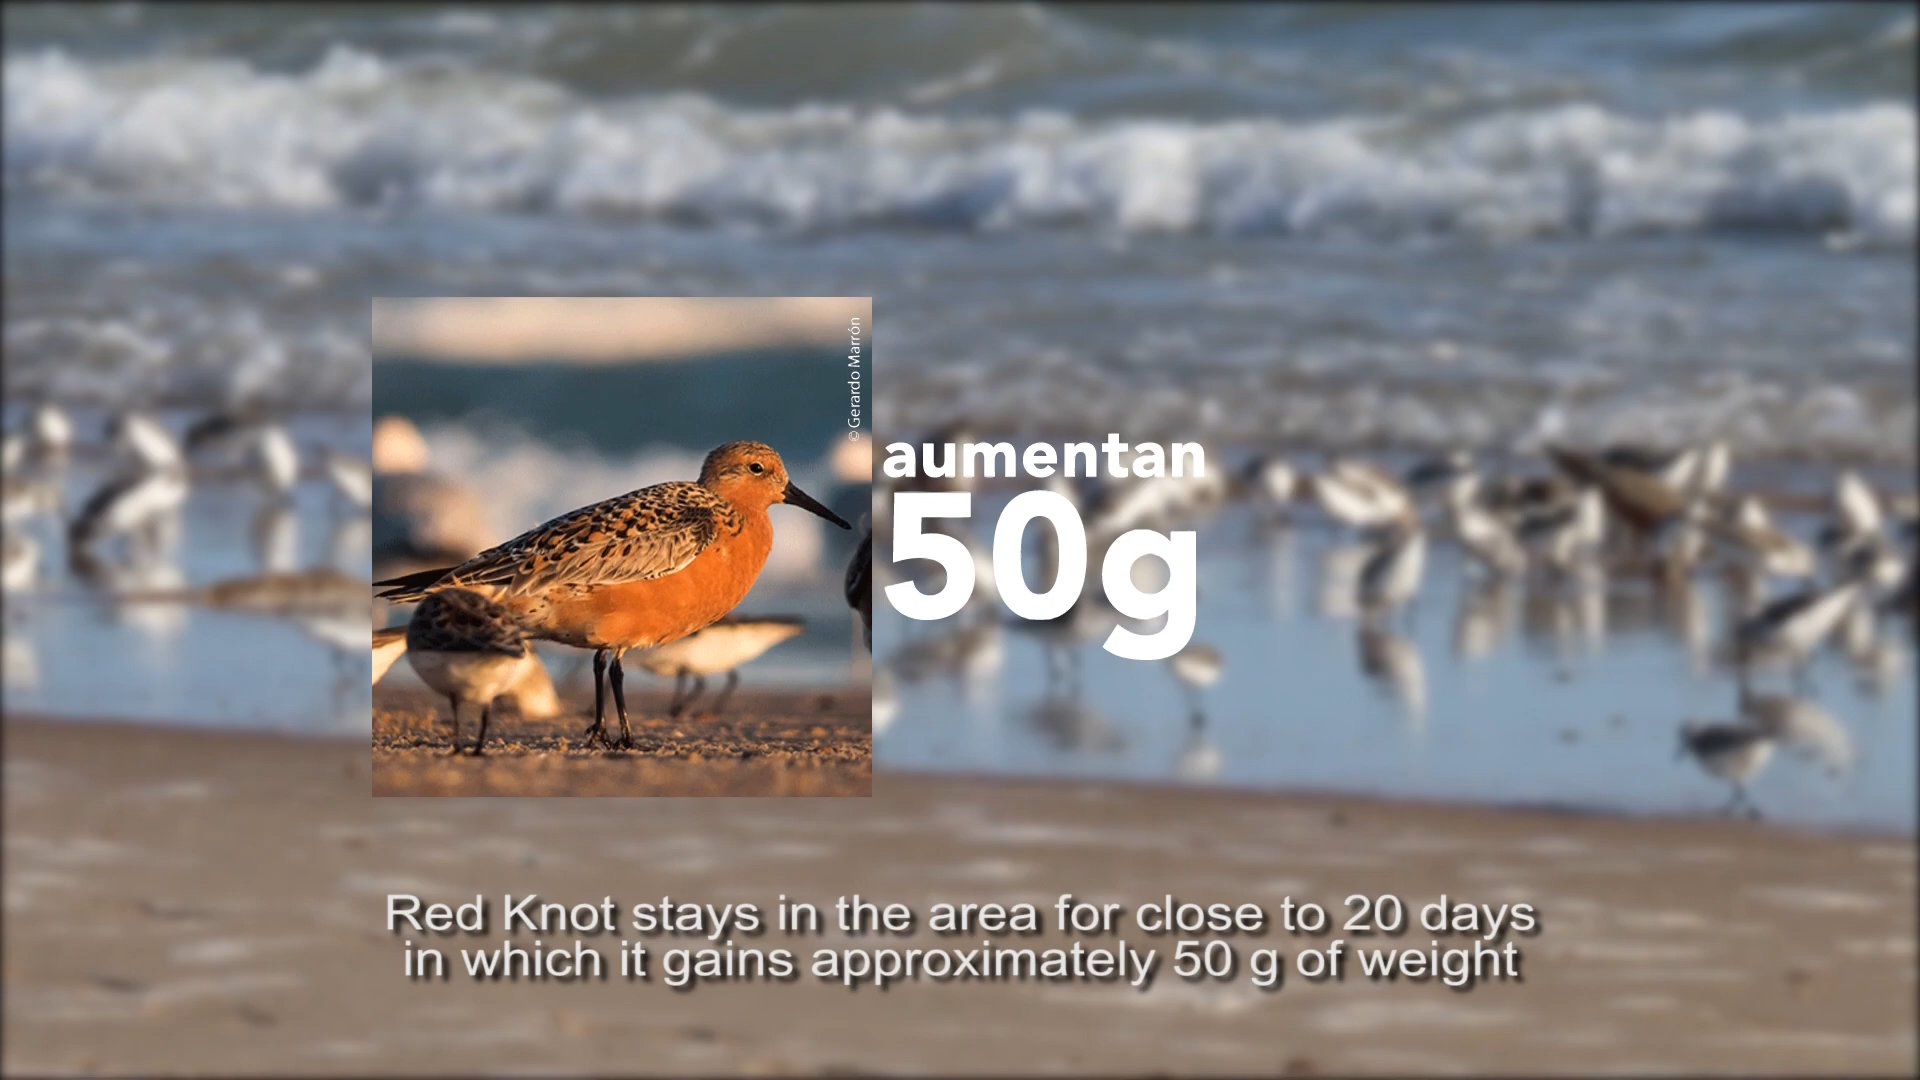 © Gerardo Marrón
aumentan
50g
Red Knot stays in the area for close to 20 days
in which it gains approximately 50 g of weight